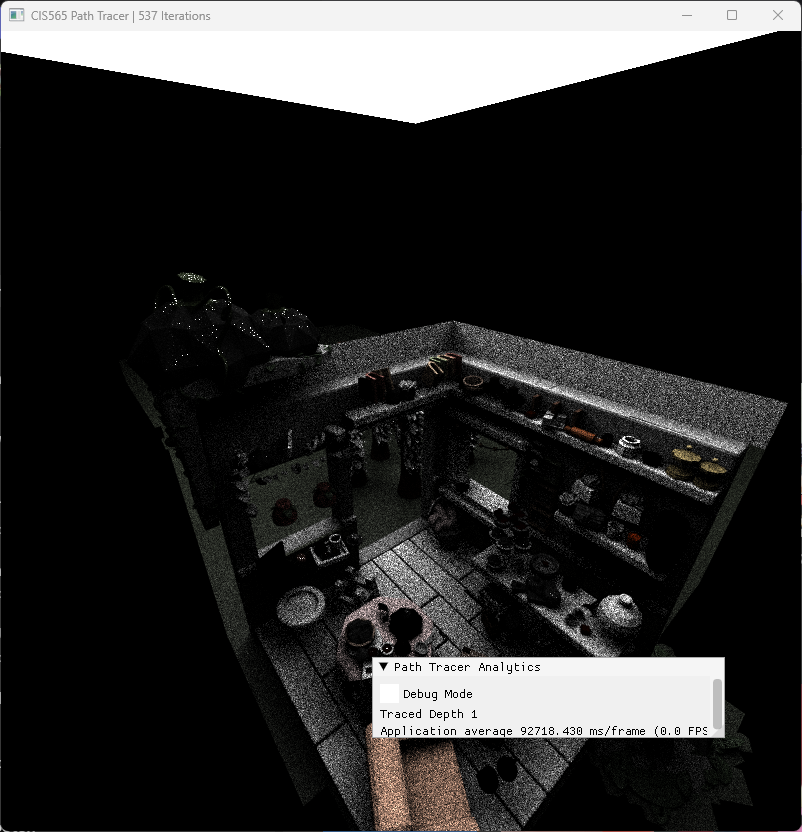 CIS565 Path Tracer | 537 Iterations
▼ Path Tracer Analytics
Debug Mode
Traced Depth 1
Application average 92718.430 ms/frame (0.0 FPS